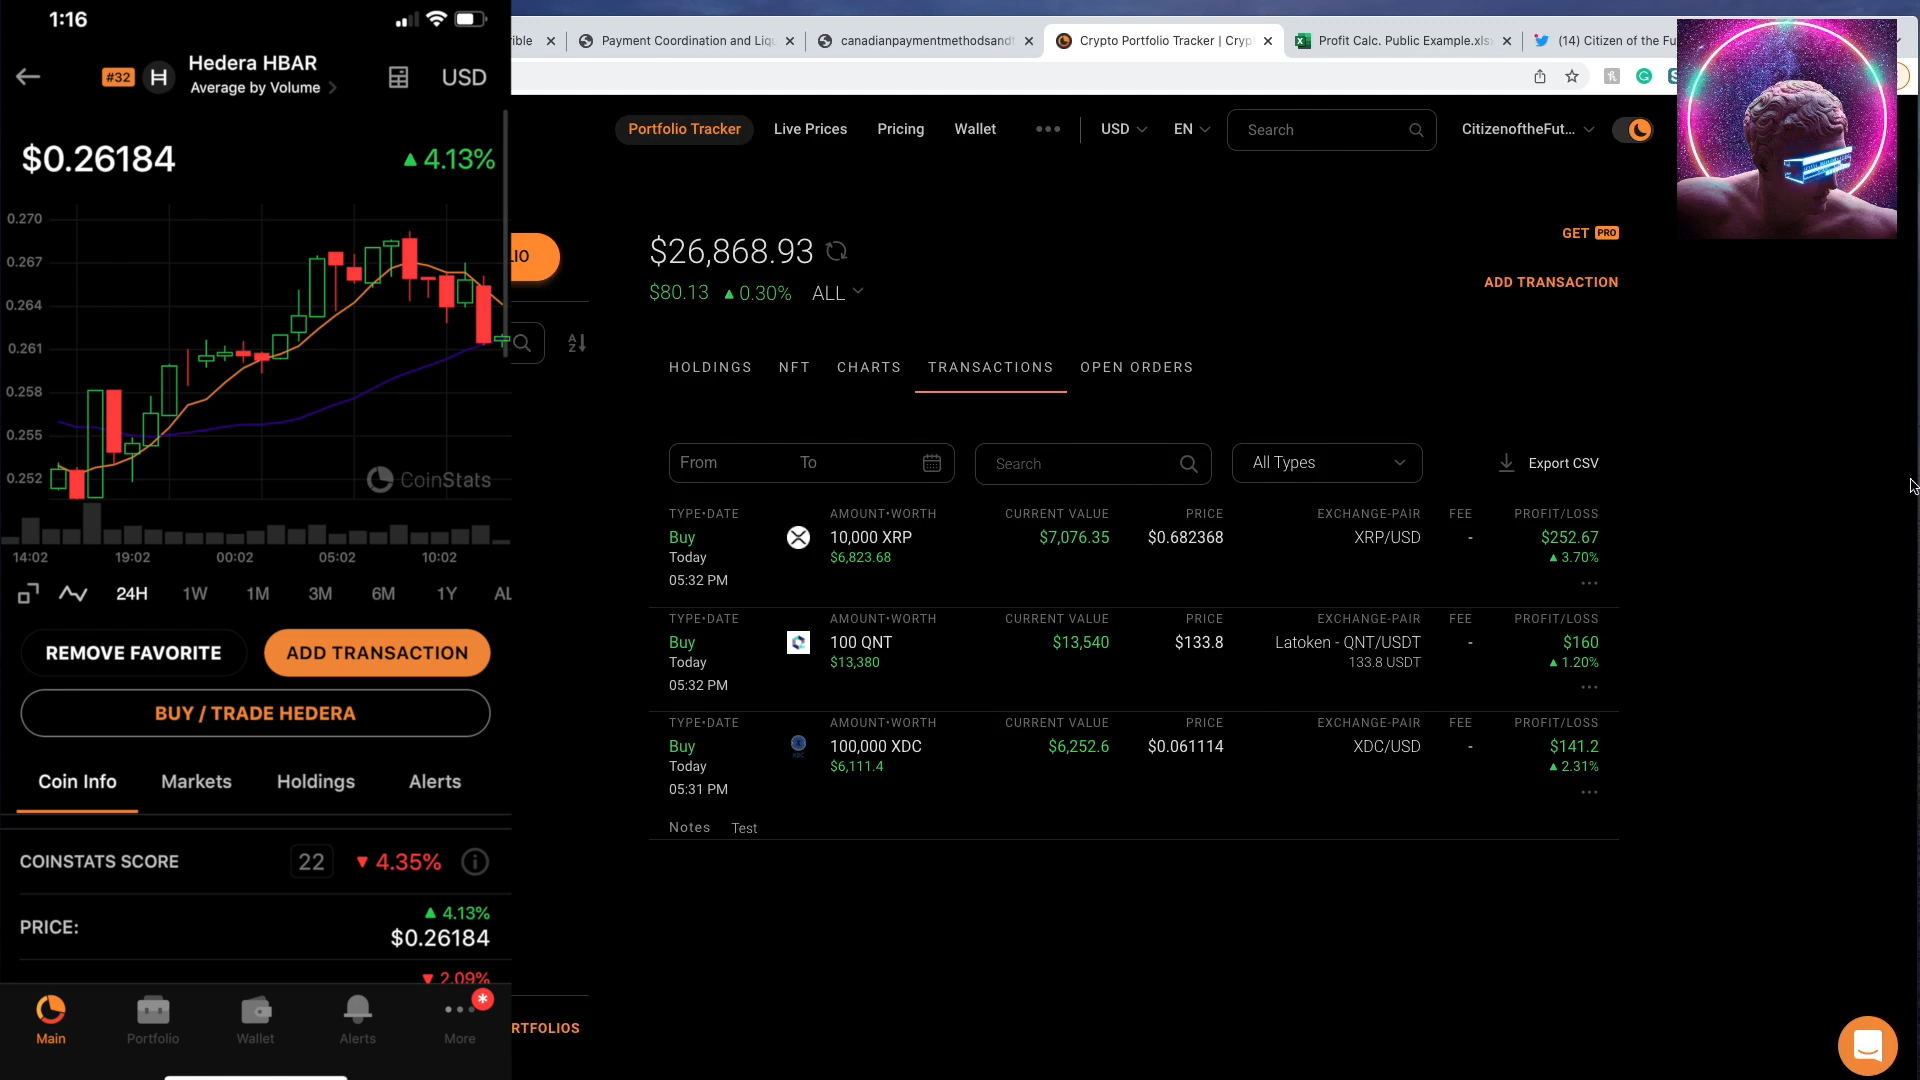 1:16
#32
Hedera HBAR
Average by Volume
USD
$0.26184
4.13%
0.270
0.267
0.264
0.261
0.258
0.255
0.252
CoinStats
14:02 19:02 00:02 05:02 10:02
24H 1W 1M 3M 6M 1Y AL
REMOVE FAVORITE ADD TRANSACTION
BUY / TRADE HEDERA
Coin Info Markets Holdings Alerts
COINSTATS SCORE 22 4.35%
PRICE:
4.13%
$0.26184
2.09%
Main Portfolio Wallet Alerts More
Payment Coordination and Liq canadianpaymentmethodsandt Crypto Portfolio Tracker | Cryp Profit Calc. Public Example.xls (14) Citizen of the Fu
Portfolio Tracker Live Prices Pricing Wallet USD EN Search CitizenoftheFut...
GET PRO
$26,868.93
ADD TRANSACTION
$80.13 0.30% ALL
HOLDINGS NFT CHARTS TRANSACTIONS OPEN ORDERS
From To Search All Types Export CSV
TYPE•DATE AMOUNT•WORTH CURRENT VALUE PRICE EXCHANGE-PAIR FEE PROFIT/LOSS
Buy 10,000 XRP $7,076.35 $0.682368 XRP/USD - $252.67
Today $6,823.68 3.70%
05:32 PM
TYPE•DATE AMOUNT•WORTH CURRENT VALUE PRICE EXCHANGE-PAIR FEE PROFIT/LOSS
Buy 100 QNT $13,540 $133.8 Latoken - QNT/USDT - $160
Today $13,380 133.8 USDT 1.20%
05:32 PM
TYPE•DATE AMOUNT•WORTH CURRENT VALUE PRICE EXCHANGE-PAIR FEE PROFIT/LOSS
Buy 100,000 XDC $6,252.6 $0.061114 XDC/USD - $141.2
Today $6,111.4 2.31%
05:31 PM
Notes Test
RTFOLIOS